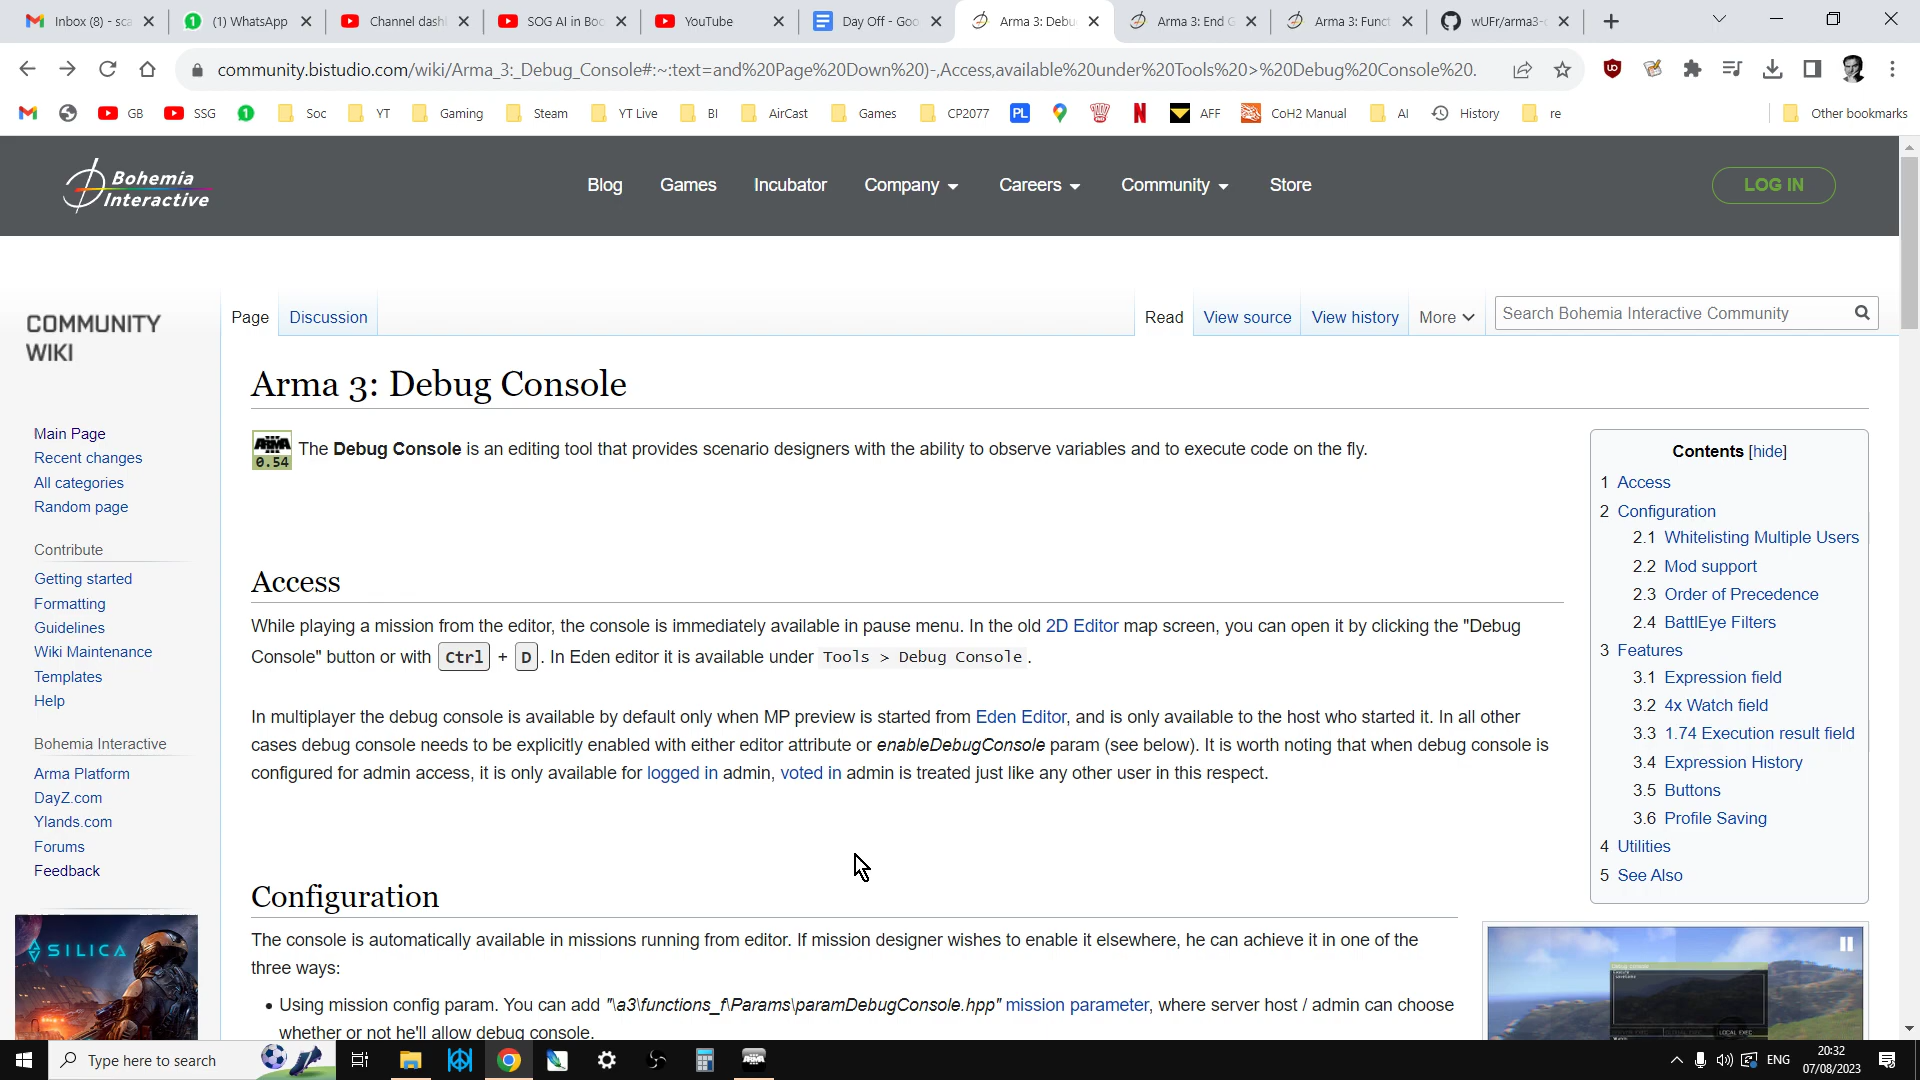 Inbox (8) - sca
(1) WhatsApp
Channel dash
SOG AI in Boo
YouTube
Day Off - Goo
Arma 3: Debu
Arma 3: End G
Arma 3: Funct
wUFr/arma3-
community.bistudio.com/wiki/Arma_3:_Debug_Console#:~:text=and%20Page%20Down%20)-,Access,available%20under%20Tools%20>%20Debug%20Console%20.
GB
SSG
Soc
YT
Gaming
Steam
YT Live
BI
AirCast
Games
CP2077
PL
AFF
CoH2 Manual
AI
History
re
Other bookmarks
Bohemia
Interactive
Blog
Games
Incubator
Company
Careers
Community
Store
LOG IN
COMMUNITY
WIKI
Page
Discussion
Read
View source
View history
More
Search Bohemia Interactive Community
Arma 3: Debug Console
ARMA
0.54
The Debug Console is an editing tool that provides scenario designers with the ability to observe variables and to execute code on the fly.
Main Page
Recent changes
All categories
Random page
Contribute
Getting started
Formatting
Guidelines
Wiki Maintenance
Templates
Help
Bohemia Interactive
Arma Platform
DayZ.com
Ylands.com
Forums
Feedback
SILICA
Access
While playing a mission from the editor, the console is immediately available in pause menu. In the old 2D Editor map screen, you can open it by clicking the "Debug
Console" button or with Ctrl + D. In Eden editor it is available under Tools > Debug Console.
In multiplayer the debug console is available by default only when MP preview is started from Eden Editor, and is only available to the host who started it. In all other
cases debug console needs to be explicitly enabled with either editor attribute or enableDebugConsole param (see below). It is worth noting that when debug console is
configured for admin access, it is only available for logged in admin, voted in admin is treated just like any other user in this respect.
Configuration
The console is automatically available in missions running from editor. If mission designer wishes to enable it elsewhere, he can achieve it in one of the
three ways:
• Using mission config param. You can add "\a3\functions_f\Params\paramDebugConsole.hpp" mission parameter, where server host / admin can choose
whether or not he'll allow debug console.
Contents [hide]
1 Access
2 Configuration
2.1 Whitelisting Multiple Users
2.2 Mod support
2.3 Order of Precedence
2.4 BattlEye Filters
3 Features
3.1 Expression field
3.2 4x Watch field
3.3 1.74 Execution result field
3.4 Expression History
3.5 Buttons
3.6 Profile Saving
4 Utilities
5 See Also
LOCAL EXEC
Type here to search
ENG
20:32
07/08/2023